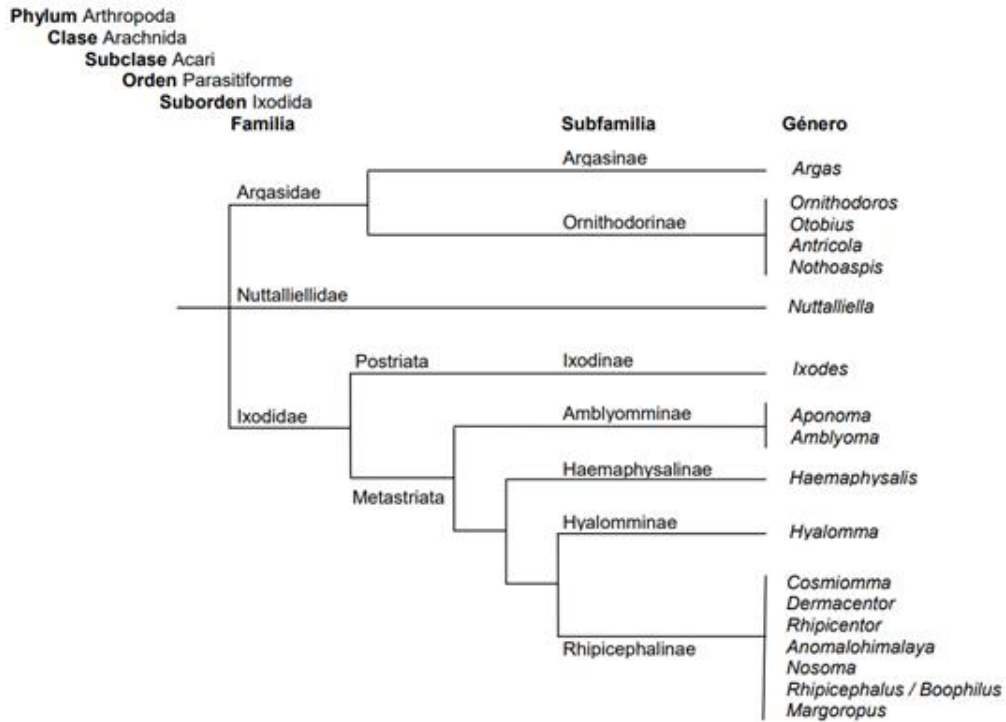 Phylum Arthropoda
Clase Arachnida
Subclase Acari
Orden Parasitiforme
Suborden Ixodida
Familia Subfamilia Género
Argasinae
Argas
Argasidae
Ornithodoros
Ornithodorinae
Otobius
Antricola
Nothoaspis
Nuttalliellidae
Nuttalliella
Postriata
Ixodinae
Ixodes
Ixodidae
Amblyomminae
Aponoma
Amblyoma
Metastriata
Haemaphysalinae
Haemaphysalis
Hyalomminae
Hyalomma
Rhipicephalinae
Cosmiomma
Dermacentor
Rhipicentor
Anomalohimalaya
Nosoma
Rhipicephalus / Boophilus
Margoropus